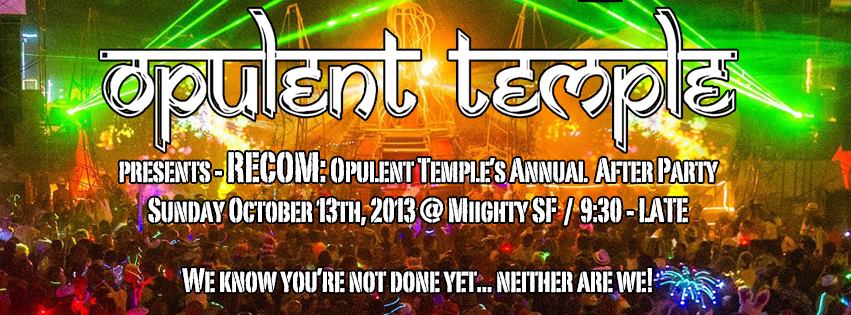 OPULENT TEMPLE
PRESENTS - RECOM: OPULENT TEMPLE'S ANNUAL AFTER PARTY
SUNDAY OCTOBER 13TH, 2013 @ MIIGHTY SF / 9:30 - LATE
WE KNOW YOU'RE NOT DONE YET... NEITHER ARE WE!